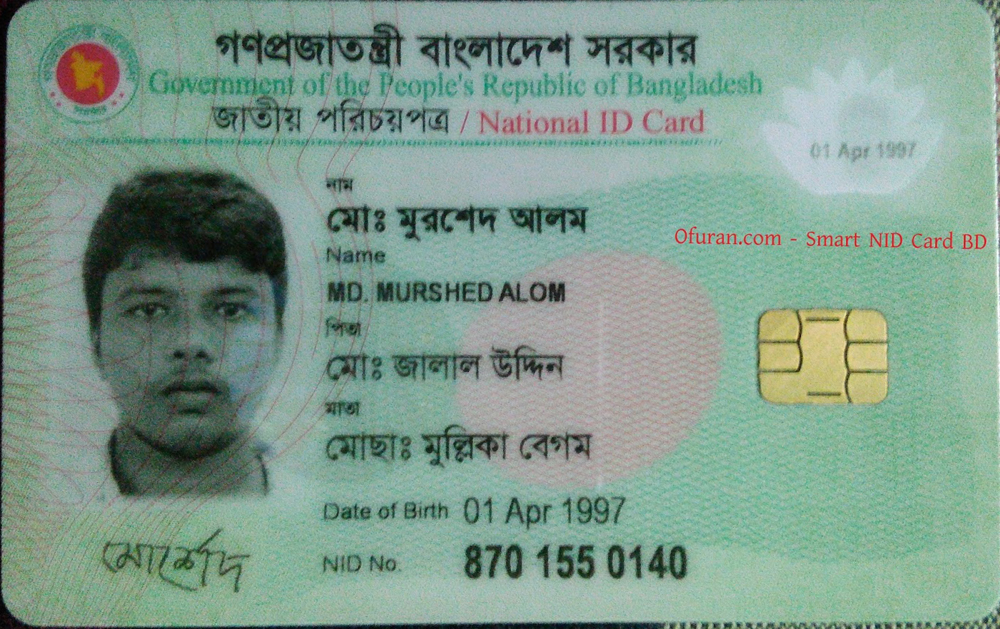 গণপ্রজাতন্ত্রী বাংলাদেশ সরকার
Government of the People's Republic of Bangladesh
জাতীয় পরিচয়পত্র / National ID Card
01 Apr 1997
নাম
মোঃ মুরশেদ আলম
Ofuran.com - Smart NID Card BD
Name
MD. MURSHED ALOM
পিতা
মোঃ জালাল উদ্দিন
মাতা
মোছাঃ মুল্লিকা বেগম
Date of Birth 01 Apr 1997
মোর্শেদ
NID No. 870 155 0140